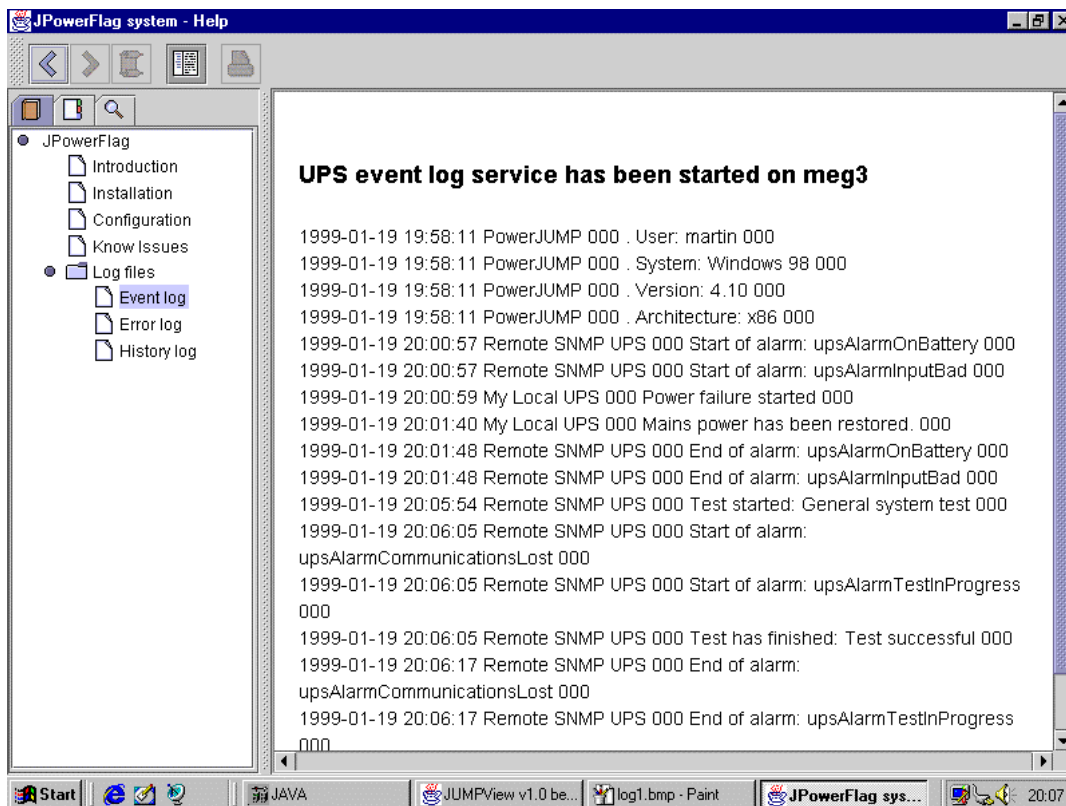 JPowerFlag system - Help
JPowerFlag
Introduction
Installation
Configuration
Know Issues
Log files
Event log
Error log
History log
UPS event log service has been started on meg3
1999-01-19 19:58:11 PowerJUMP 000 . User: martin 000
1999-01-19 19:58:11 PowerJUMP 000 . System: Windows 98 000
1999-01-19 19:58:11 PowerJUMP 000 . Version: 4.10 000
1999-01-19 19:58:11 PowerJUMP 000 . Architecture: x86 000
1999-01-19 20:00:57 Remote SNMP UPS 000 Start of alarm: upsAlarmOnBattery 000
1999-01-19 20:00:57 Remote SNMP UPS 000 Start of alarm: upsAlarmInputBad 000
1999-01-19 20:00:59 My Local UPS 000 Power failure started 000
1999-01-19 20:01:40 My Local UPS 000 Mains power has been restored. 000
1999-01-19 20:01:48 Remote SNMP UPS 000 End of alarm: upsAlarmOnBattery 000
1999-01-19 20:01:48 Remote SNMP UPS 000 End of alarm: upsAlarmInputBad 000
1999-01-19 20:05:54 Remote SNMP UPS 000 Test started: General system test 000
1999-01-19 20:06:05 Remote SNMP UPS 000 Start of alarm:
upsAlarmCommunicationsLost 000
1999-01-19 20:06:05 Remote SNMP UPS 000 Start of alarm: upsAlarmTestInProgress
000
1999-01-19 20:06:05 Remote SNMP UPS 000 Test has finished: Test successful 000
1999-01-19 20:06:17 Remote SNMP UPS 000 End of alarm:
upsAlarmCommunicationsLost 000
1999-01-19 20:06:17 Remote SNMP UPS 000 End of alarm: upsAlarmTestInProgress
000
Start
JAVA
JUMPView v1.0 be...
log1.bmp - Paint
JPowerFlag sys...
20:07